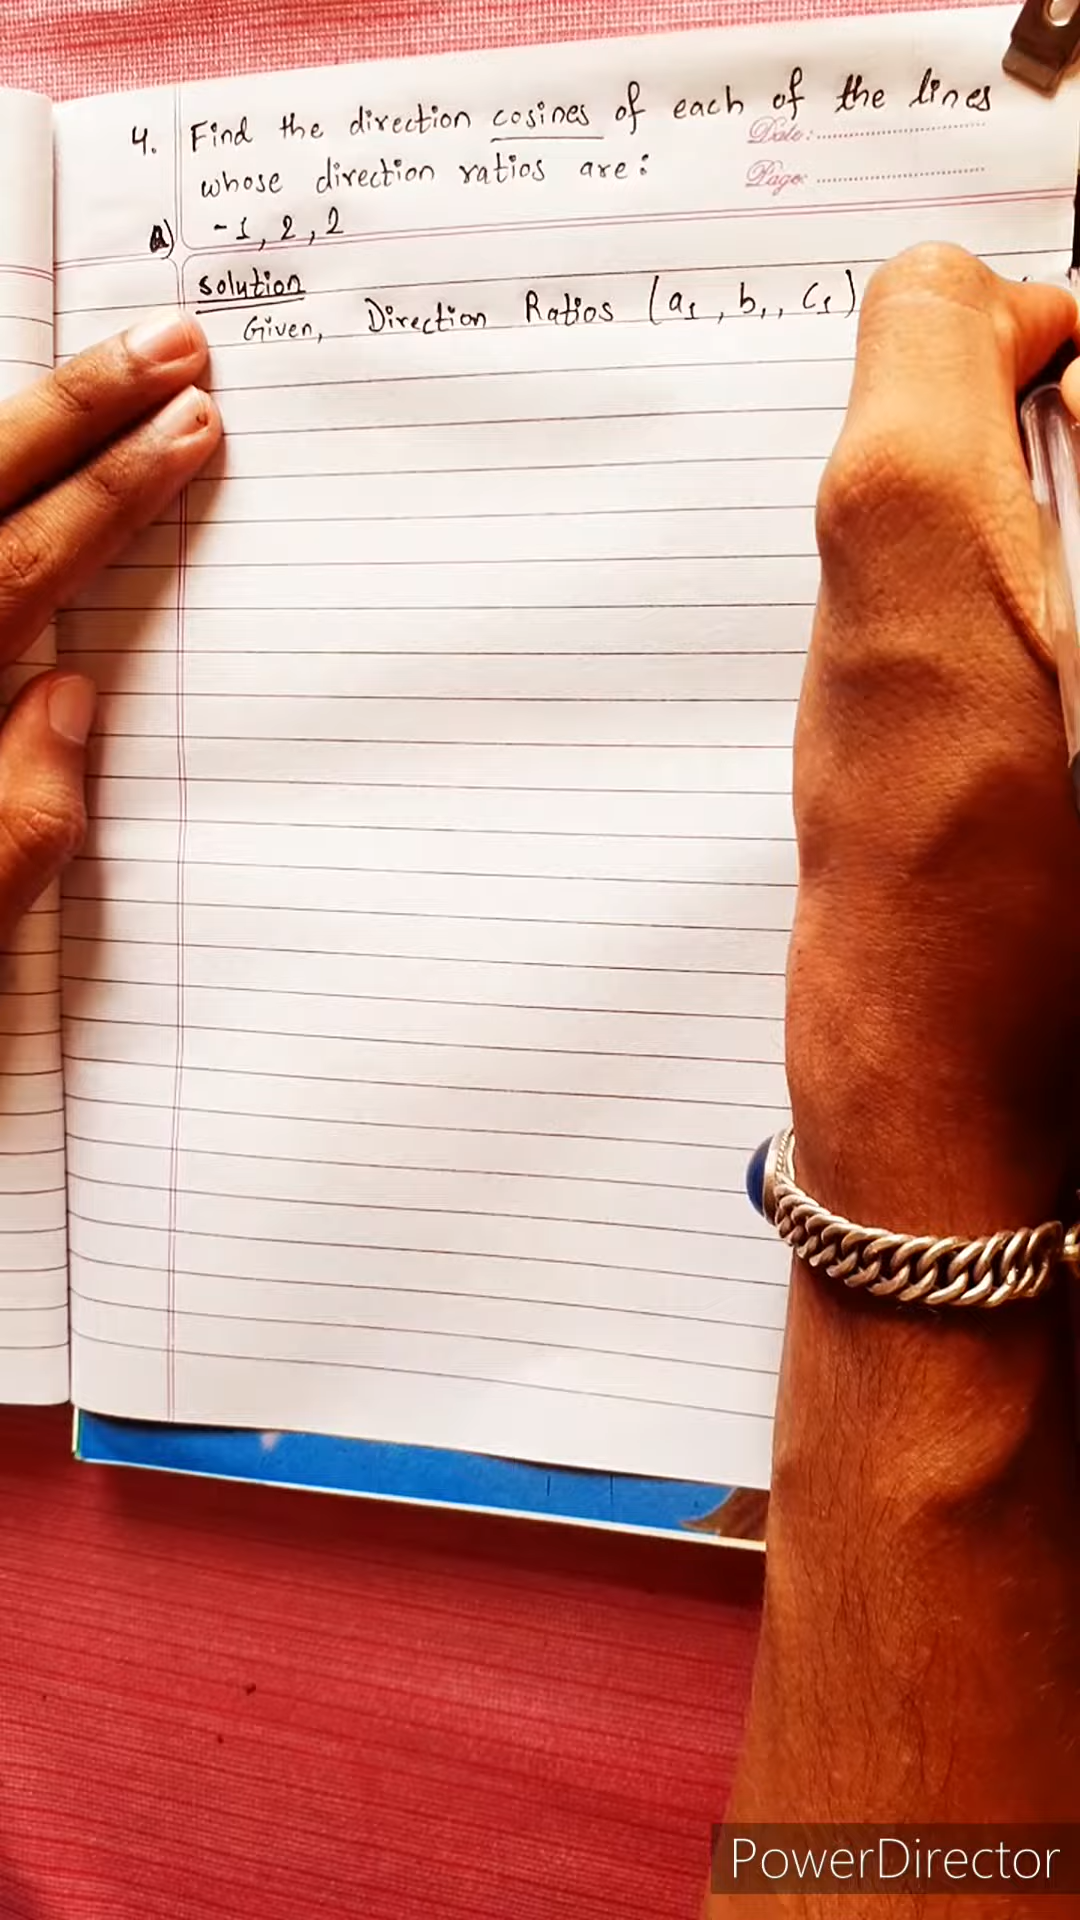 4. Find the direction cosines of each of the lines
Date:
whose direction ratios are:
Page:
a) -1, 2, 2
Solution
Given, Direction Ratios (a1, b1, c1)
PowerDirector